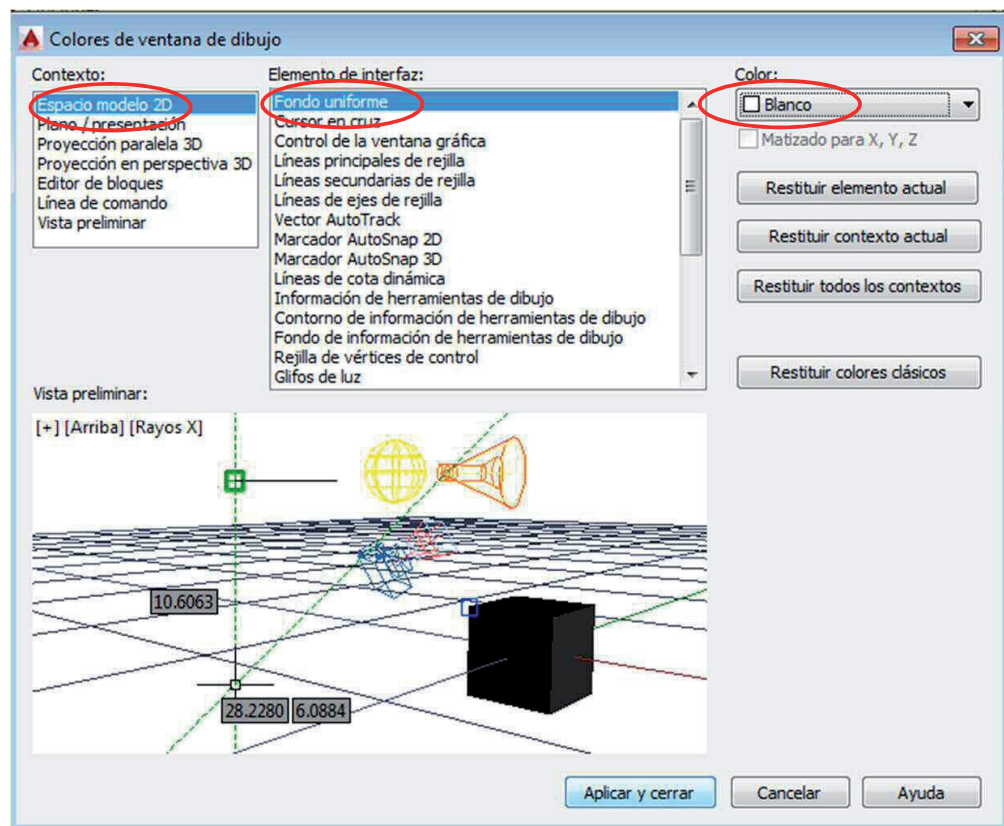 Colores de ventana de dibujo
Contexto:
Espacio modelo 2D
Plano / presentación
Proyección paralela 3D
Proyección en perspectiva 3D
Editor de bloques
Línea de comando
Vista preliminar
Elemento de interfaz:
Fondo uniforme
Cursor en cruz
Control de la ventana gráfica
Líneas principales de rejilla
Líneas secundarias de rejilla
Líneas de ejes de rejilla
Vector AutoTrack
Marcador AutoSnap 2D
Marcador AutoSnap 3D
Líneas de cota dinámica
Información de herramientas de dibujo
Contorno de información de herramientas de dibujo
Fondo de información de herramientas de dibujo
Rejilla de vértices de control
Glifos de luz
Color:
Blanco
Matizado para X, Y, Z
Restituir elemento actual
Restituir contexto actual
Restituir todos los contextos
Restituir colores clásicos
Vista preliminar:
[+] [Arriba] [Rayos X]
10.6063
28.2280 6.0884
Aplicar y cerrar
Cancelar
Ayuda